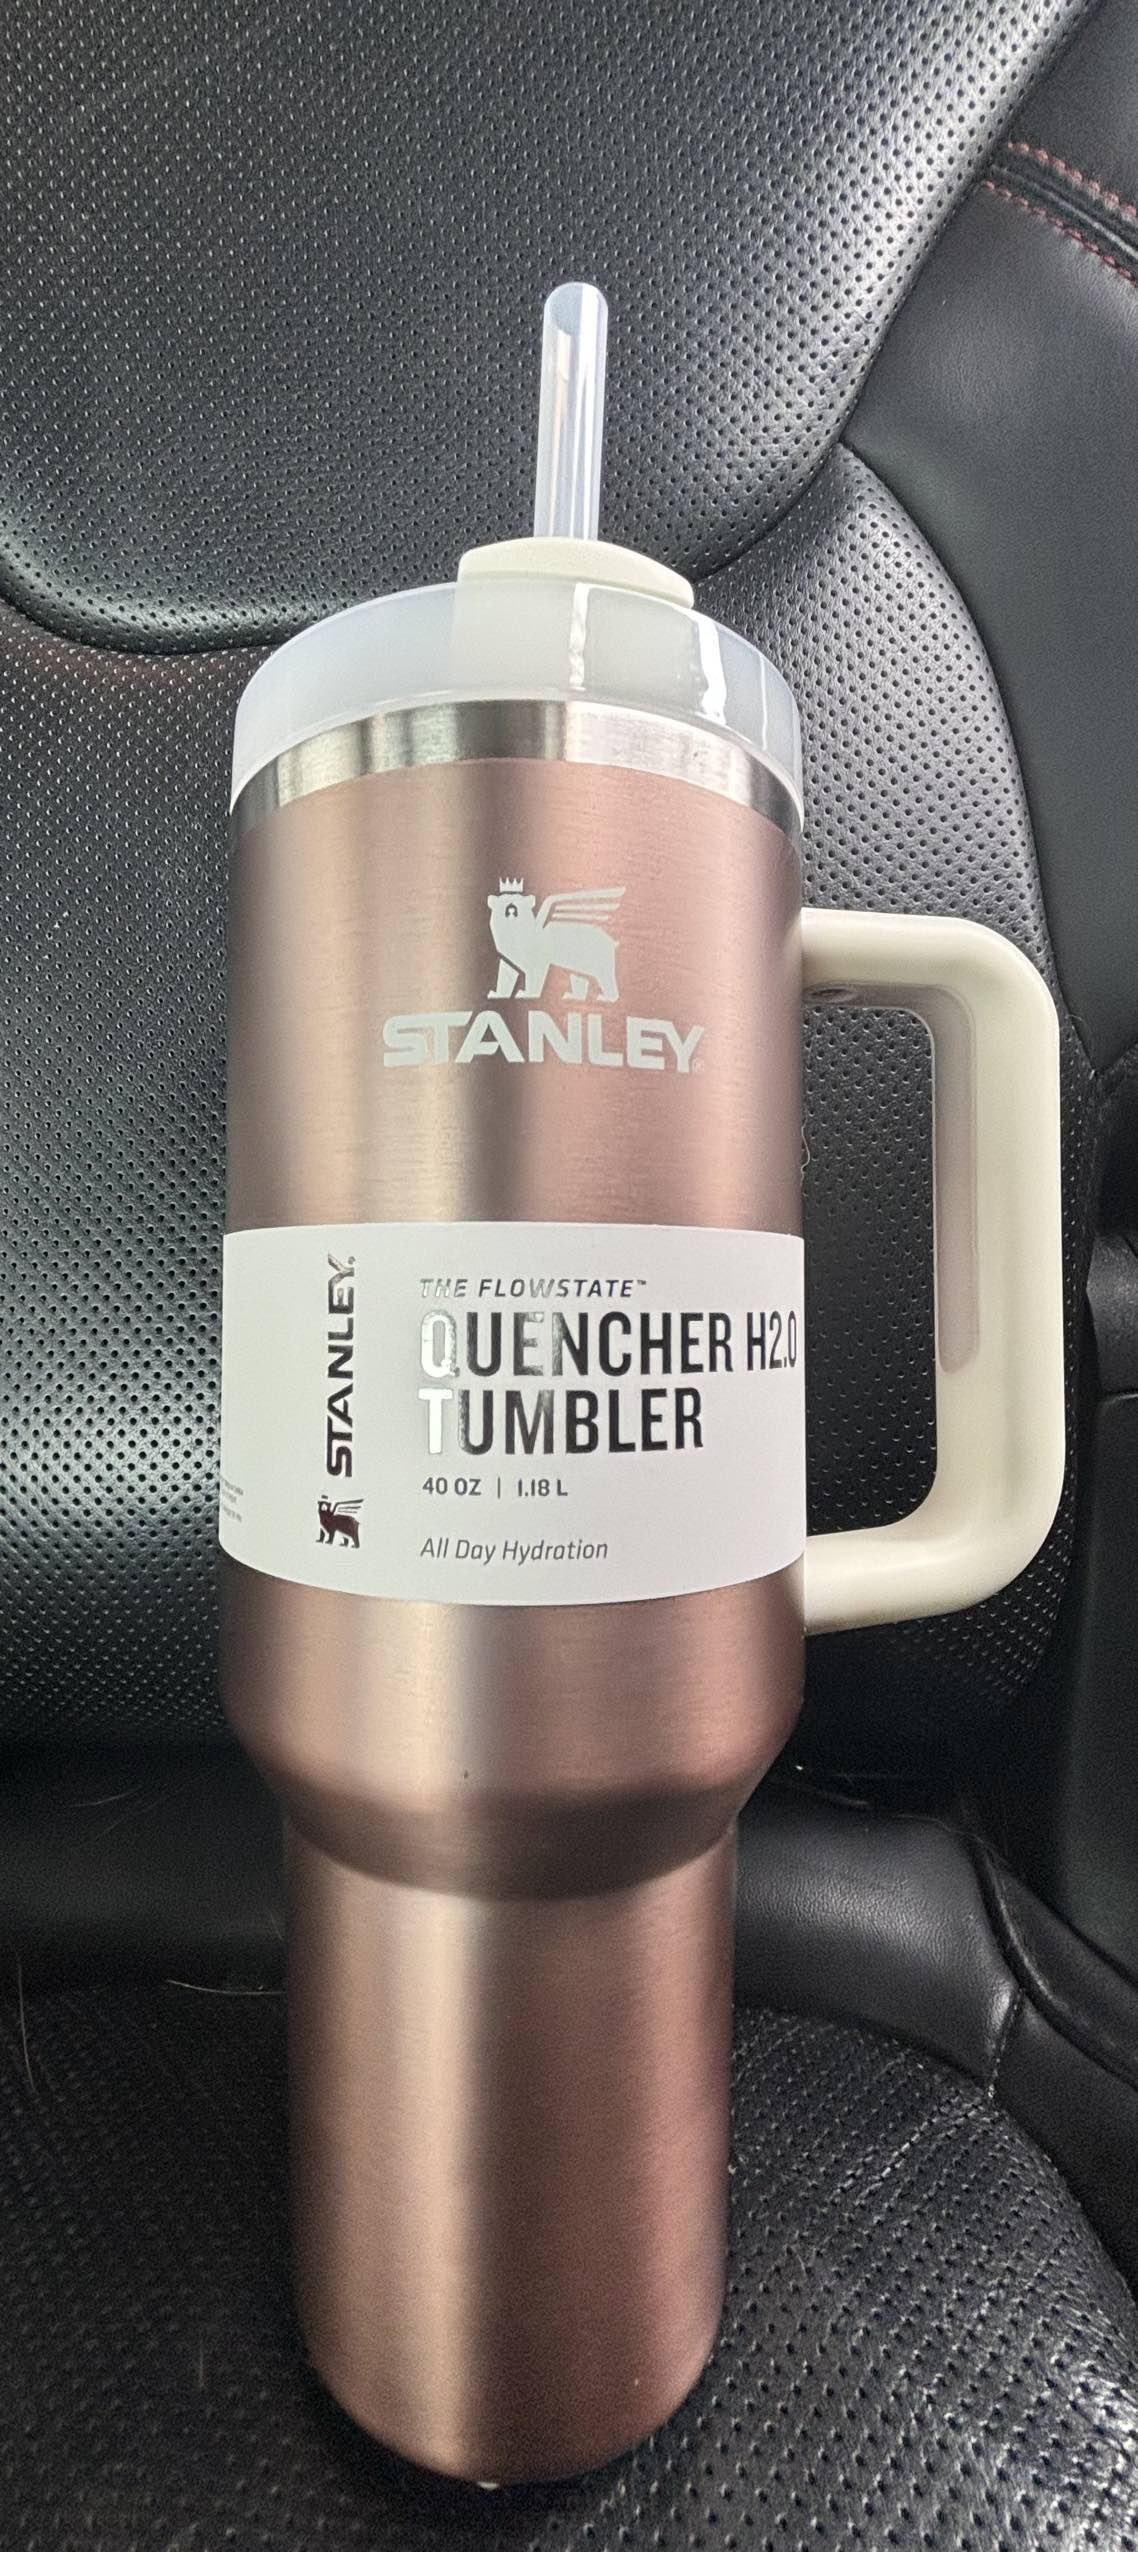 STANLEY®
STANLEY®
THE FLOWSTATE™
QUENCHER H2.0
TUMBLER
40 OZ | 1.18 L
All Day Hydration